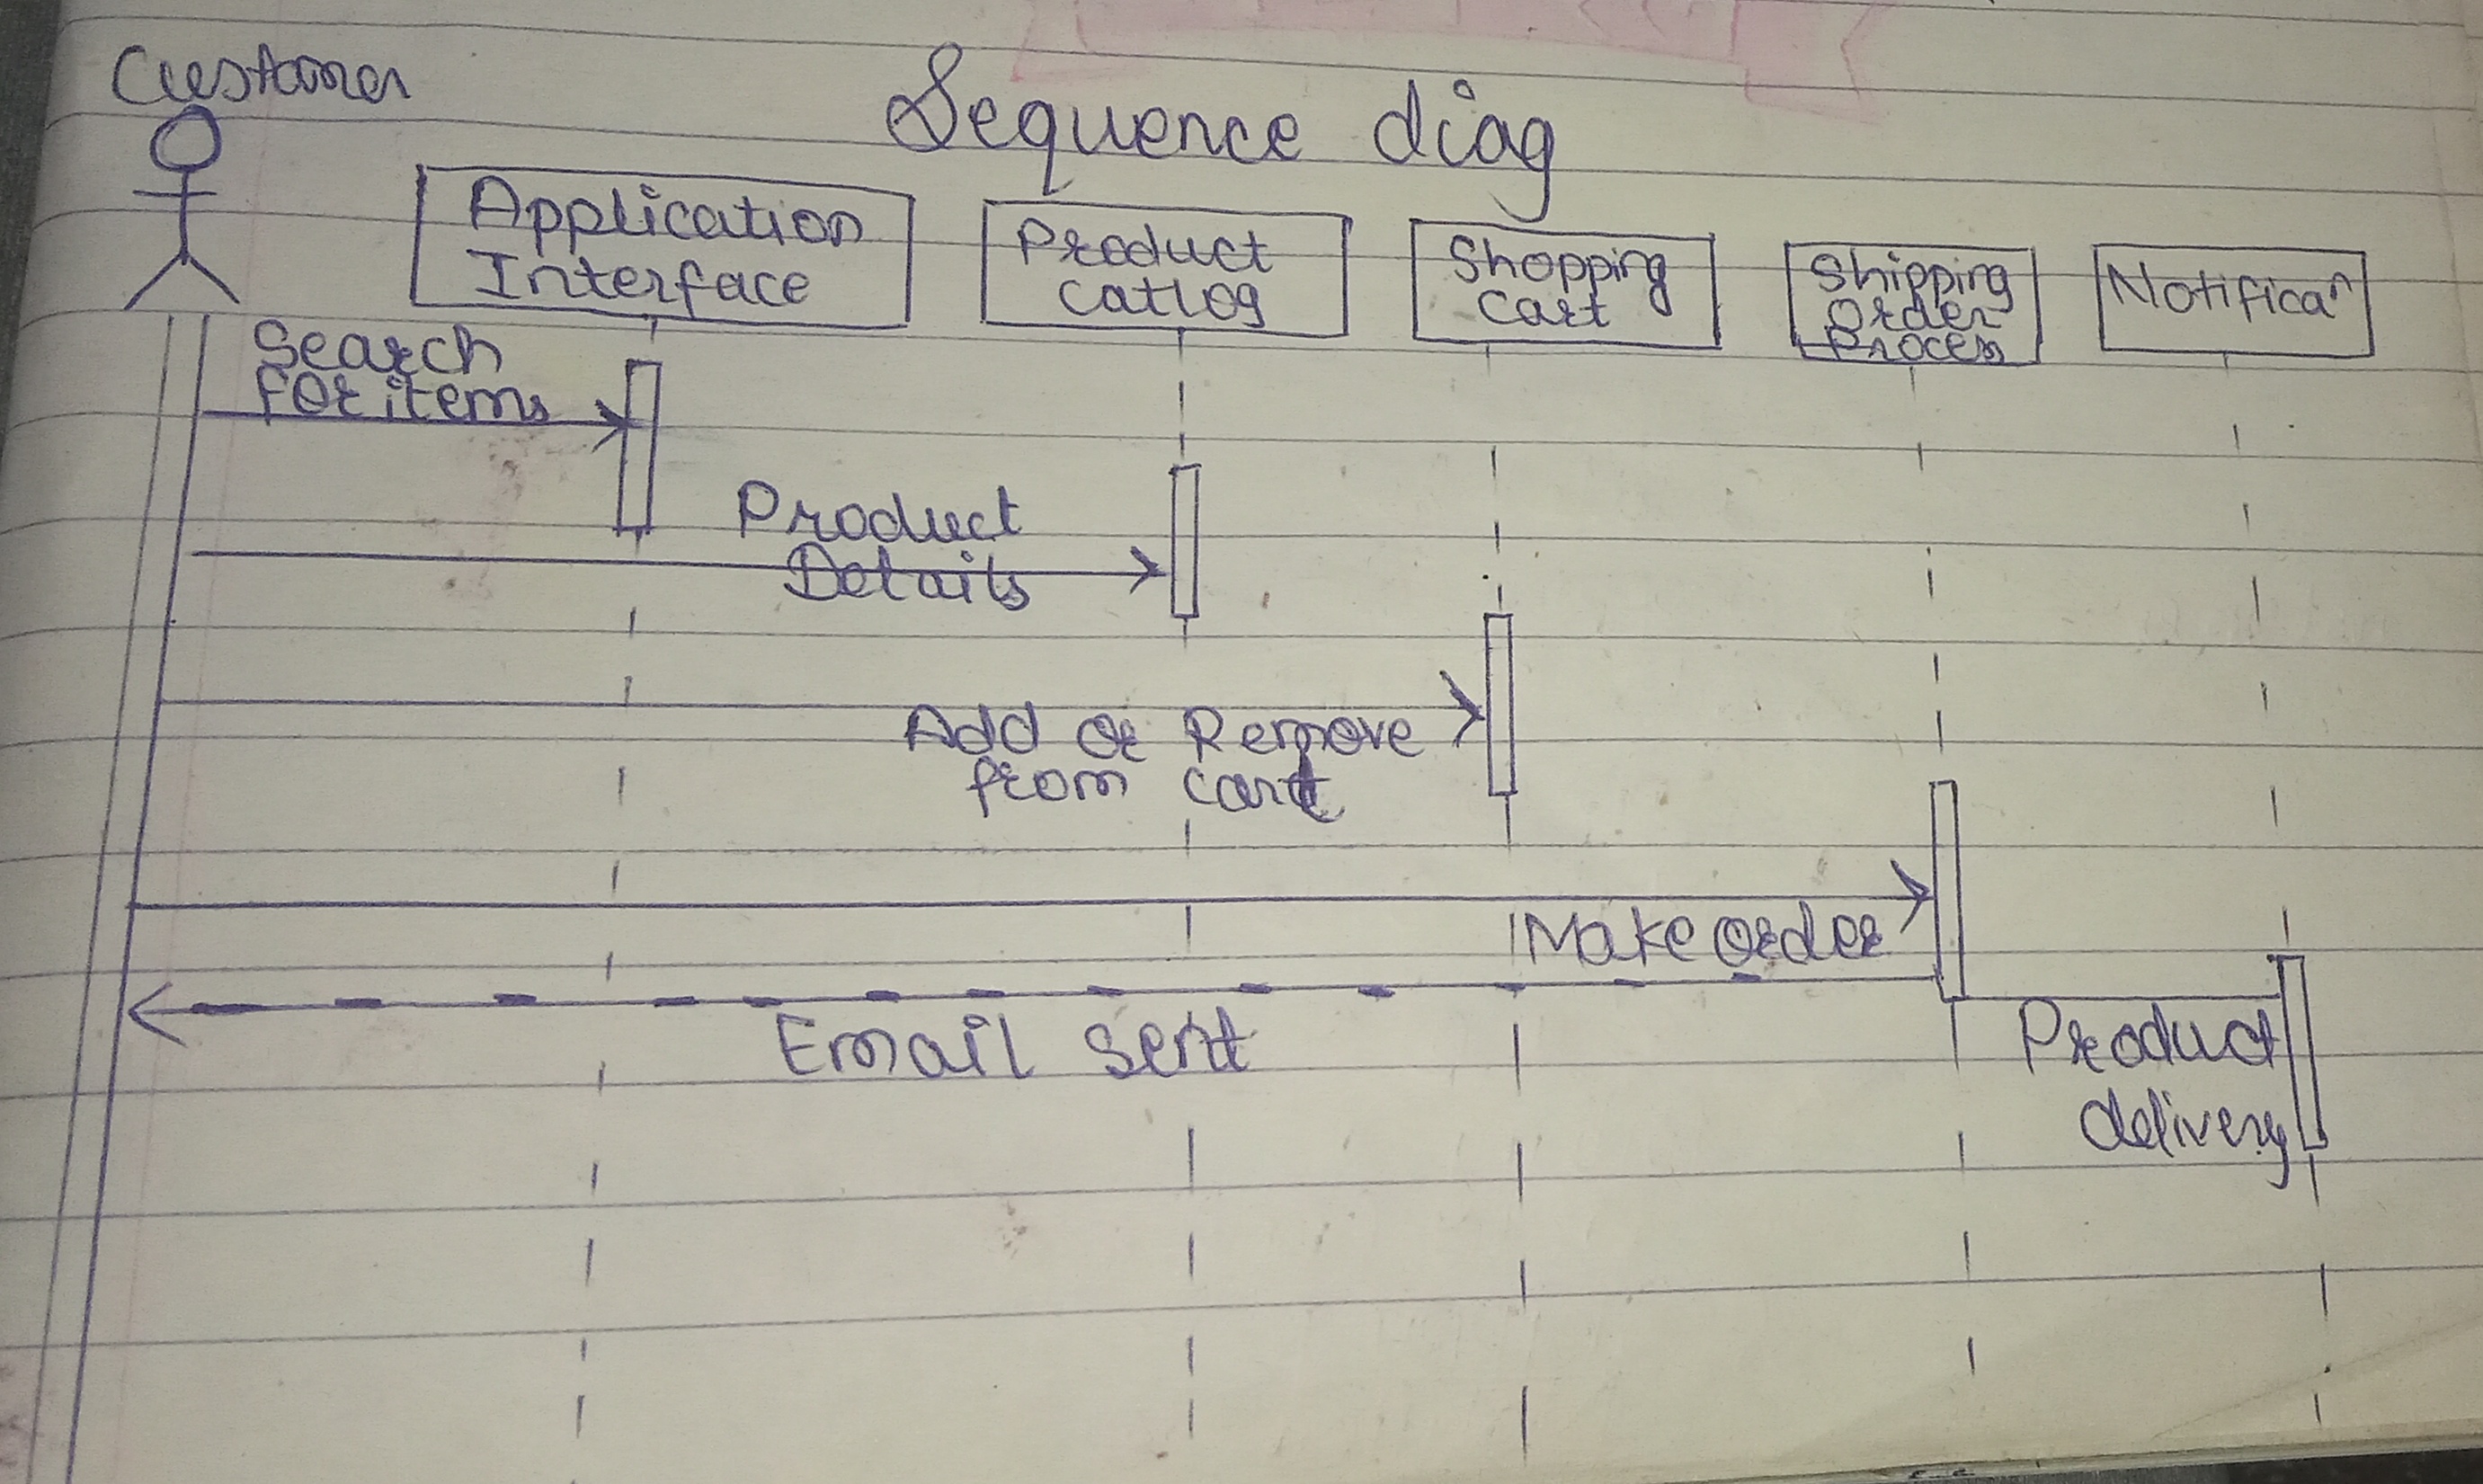 Customer
Sequence diag
Application
Interface
Product
Catlog
Shopping
Cart
Shipping
Order
Proces
Notifican
Search
for items
Product
Details
Add or Remove
from cart
Make order
Email sent
Product
delivery